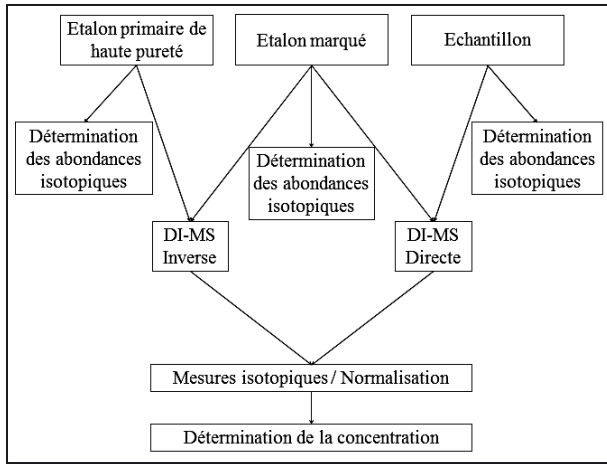 Etalon primaire de
haute pureté
Etalon marqué
Echantillon
Détermination
des abondances
isotopiques
Détermination
des abondances
isotopiques
Détermination
des abondances
isotopiques
DI-MS
Inverse
DI-MS
Directe
Mesures isotopiques / Normalisation
Détermination de la concentration